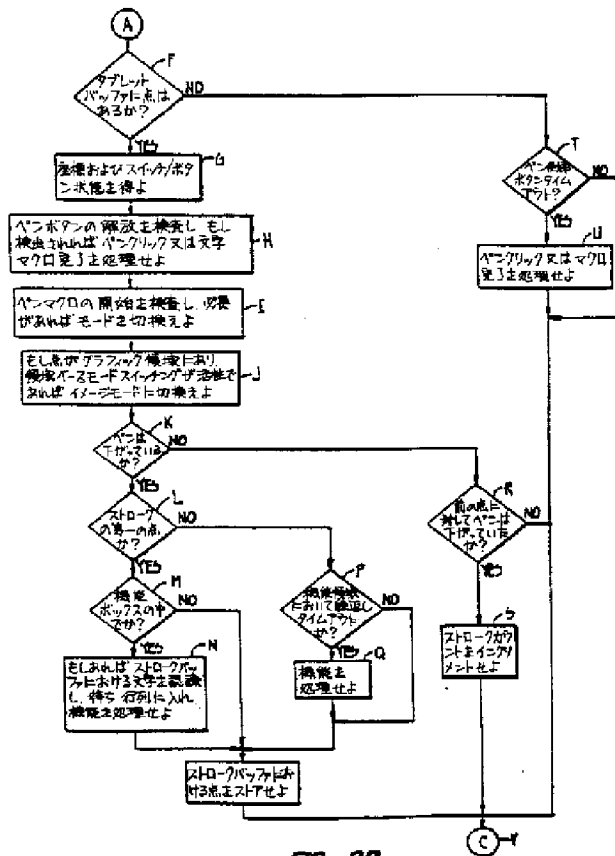 A
F
タブレット
バッファに点は
あるか?
NO
YES
G
座標およびスイッチ/ボ
タン状態を得よ
T
ボタンタイム
アウト?
NO
YES
ペンボタンの解放を検査し、もし
検出されればペンクリック又は文字
マクロ完了を処理せよ
H
U
ペンクリック又はマクロ
完了を処理せよ
ペンマクロの開始を検査し、必要
があればモードを切換えよ
I
もし点がグラフィック領域にあり、
領域ベースモードスイッチングが活性で
あればイメージモードに切換えよ
J
K
ペンは
下がっている
か?
NO
YES
R
前の点に
対してペンは
下がっていた
か?
NO
YES
L
ストローク
の第一の点
か?
NO
YES
M
機能
ボックスの中
か?
NO
YES
P
において繰返し
タイムアウト
か?
NO
YES
S
ストロークカウ
ントをインクリ
メントせよ
N
もしあればストロークバッ
ファにおける文字を認識
し、待ち行列に入れ
機能を処理せよ
Q
機能を
処理せよ
ストロークバッファにお
ける点をストアせよ
C